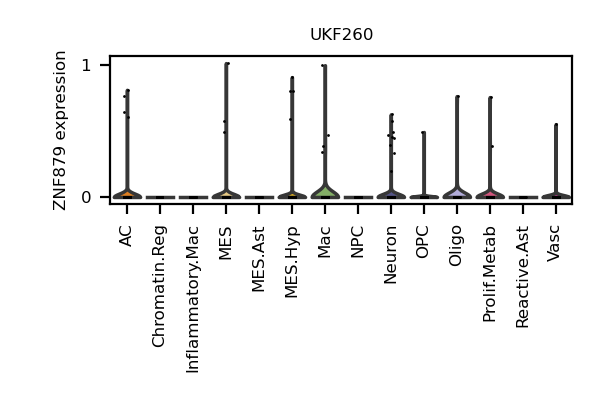 UKF260
ZNF879 expression
1
0
AC
Chromatin.Reg
Inflammatory.Mac
MES
MES.Ast
MES.Hyp
Mac
NPC
Neuron
OPC
Oligo
Prolif.Metab
Reactive.Ast
Vasc